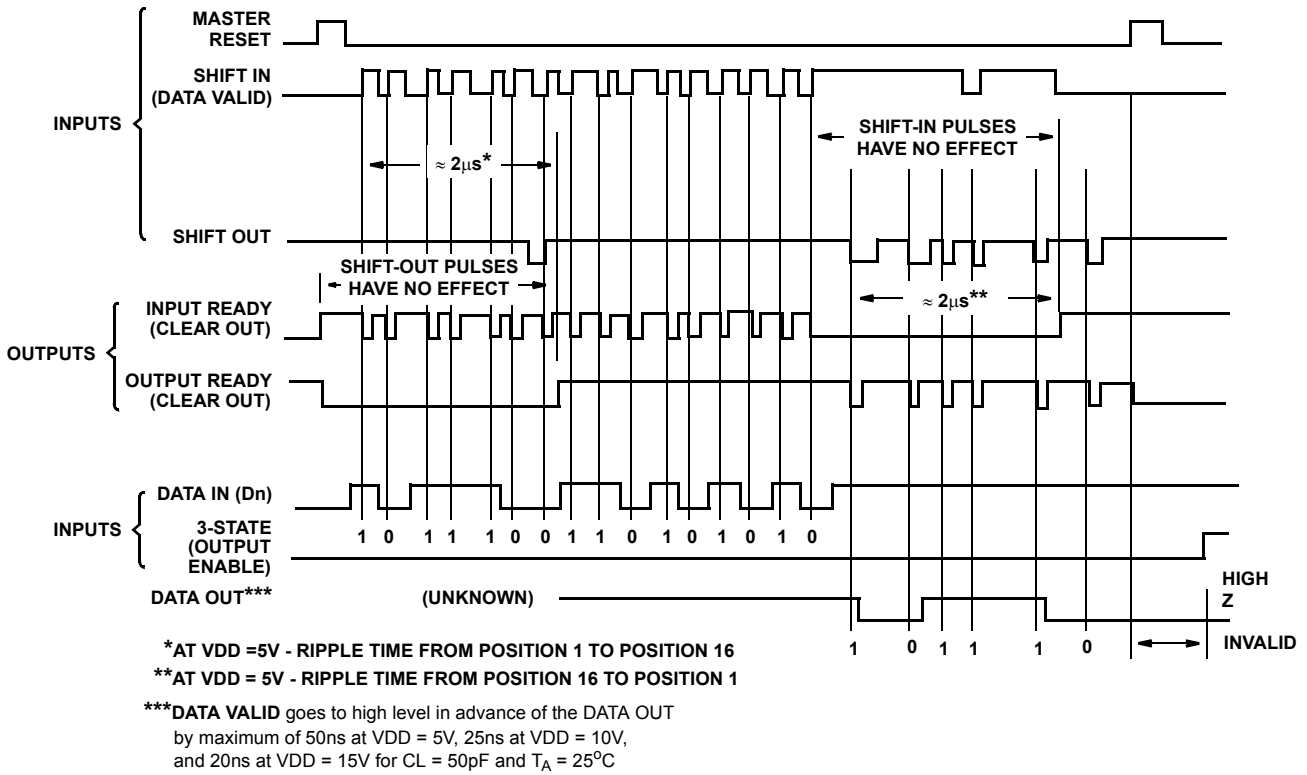 MASTER
RESET
SHIFT IN
(DATA VALID)
INPUTS
SHIFT-IN PULSES
HAVE NO EFFECT
≈ 2μs*
SHIFT OUT
SHIFT-OUT PULSES
HAVE NO EFFECT
≈ 2μs**
INPUT READY
(CLEAR OUT)
OUTPUTS
OUTPUT READY
(CLEAR OUT)
DATA IN (Dn)
INPUTS
3-STATE
(OUTPUT
ENABLE)
1 0 1 1 1 0 0 1 1 0 1 0 1 0 1 0
DATA OUT***
(UNKNOWN)
HIGH
Z
1 0 1 1 1 0
INVALID
*AT VDD =5V - RIPPLE TIME FROM POSITION 1 TO POSITION 16
**AT VDD = 5V - RIPPLE TIME FROM POSITION 16 TO POSITION 1
***DATA VALID goes to high level in advance of the DATA OUT
by maximum of 50ns at VDD = 5V, 25ns at VDD = 10V,
and 20ns at VDD = 15V for CL = 50pF and TA = 25oC